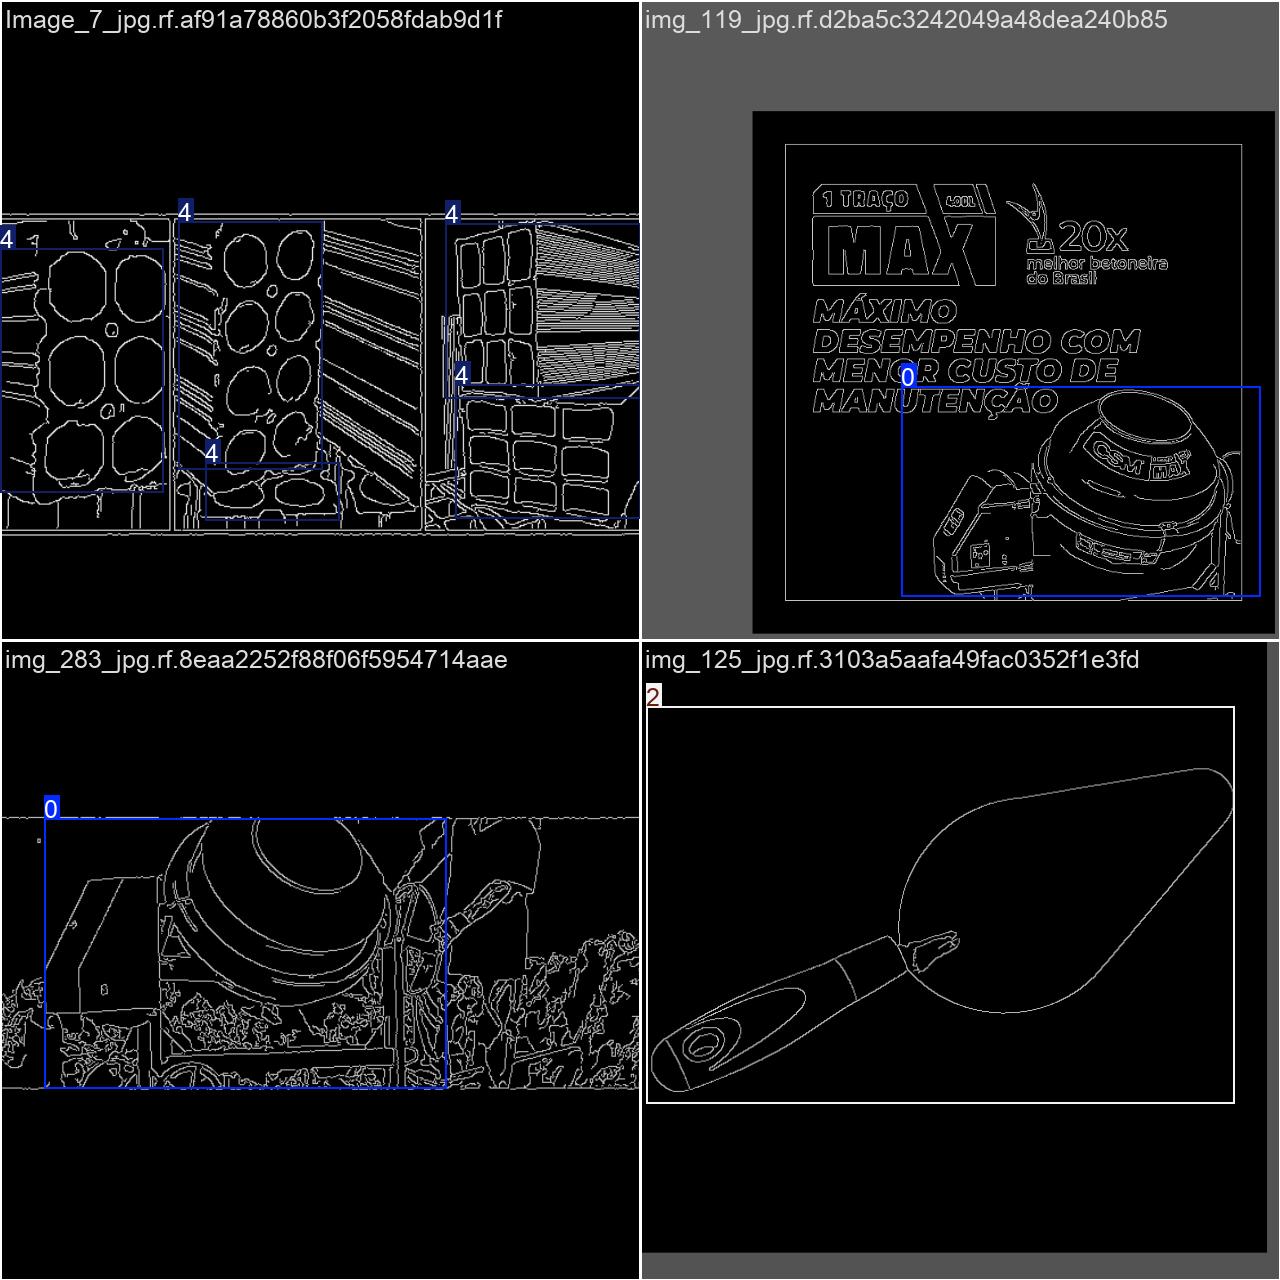 Image_7_jpg.rf.af91a78860b3f2058fdab9d1f
img_119_jpg.rf.d2ba5c3242049a48dea240b85
4
4
4
4
4
1 TRAÇO 400L
MAX
20x
melhor betoneira
do Brasil
MÁXIMO
DESEMPENHO COM
MENOR CUSTO DE
MANUTENÇÃO
0
CSM
MAX
img_283_jpg.rf.8eaa2252f88f06f5954714aae
img_125_jpg.rf.3103a5aafa49fac0352f1e3fd
0
2